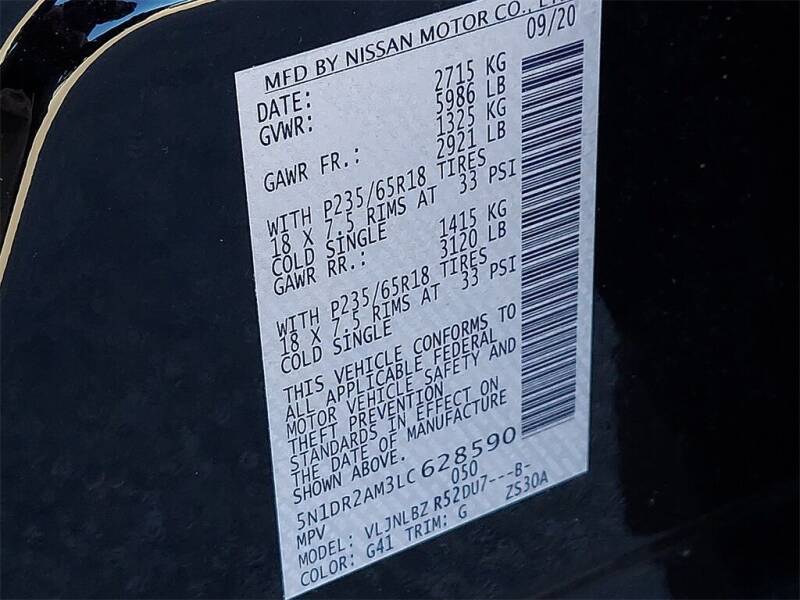 MFD BY NISSAN MOTOR CO., LT
DATE: 09/20
GVWR: 2715 KG
5986 LB
GAWR FR.: 1325 KG
2921 LB
WITH P235/65R18 TIRES
18 X 7.5 RIMS AT 33 PSI
COLD SINGLE
GAWR RR.: 1415 KG
3120 LB
WITH P235/65R18 TIRES
18 X 7.5 RIMS AT 33 PSI
COLD SINGLE
THIS VEHICLE CONFORMS TO
ALL APPLICABLE FEDERAL
MOTOR VEHICLE SAFETY AND
THEFT PREVENTION
STANDARDS IN EFFECT ON
THE DATE OF MANUFACTURE
SHOWN ABOVE.
5N1DR2AM3LC628590
MPV 050
MODEL: VLJNLBZ R52DU7---B-
COLOR: G41 TRIM: G ZS30A